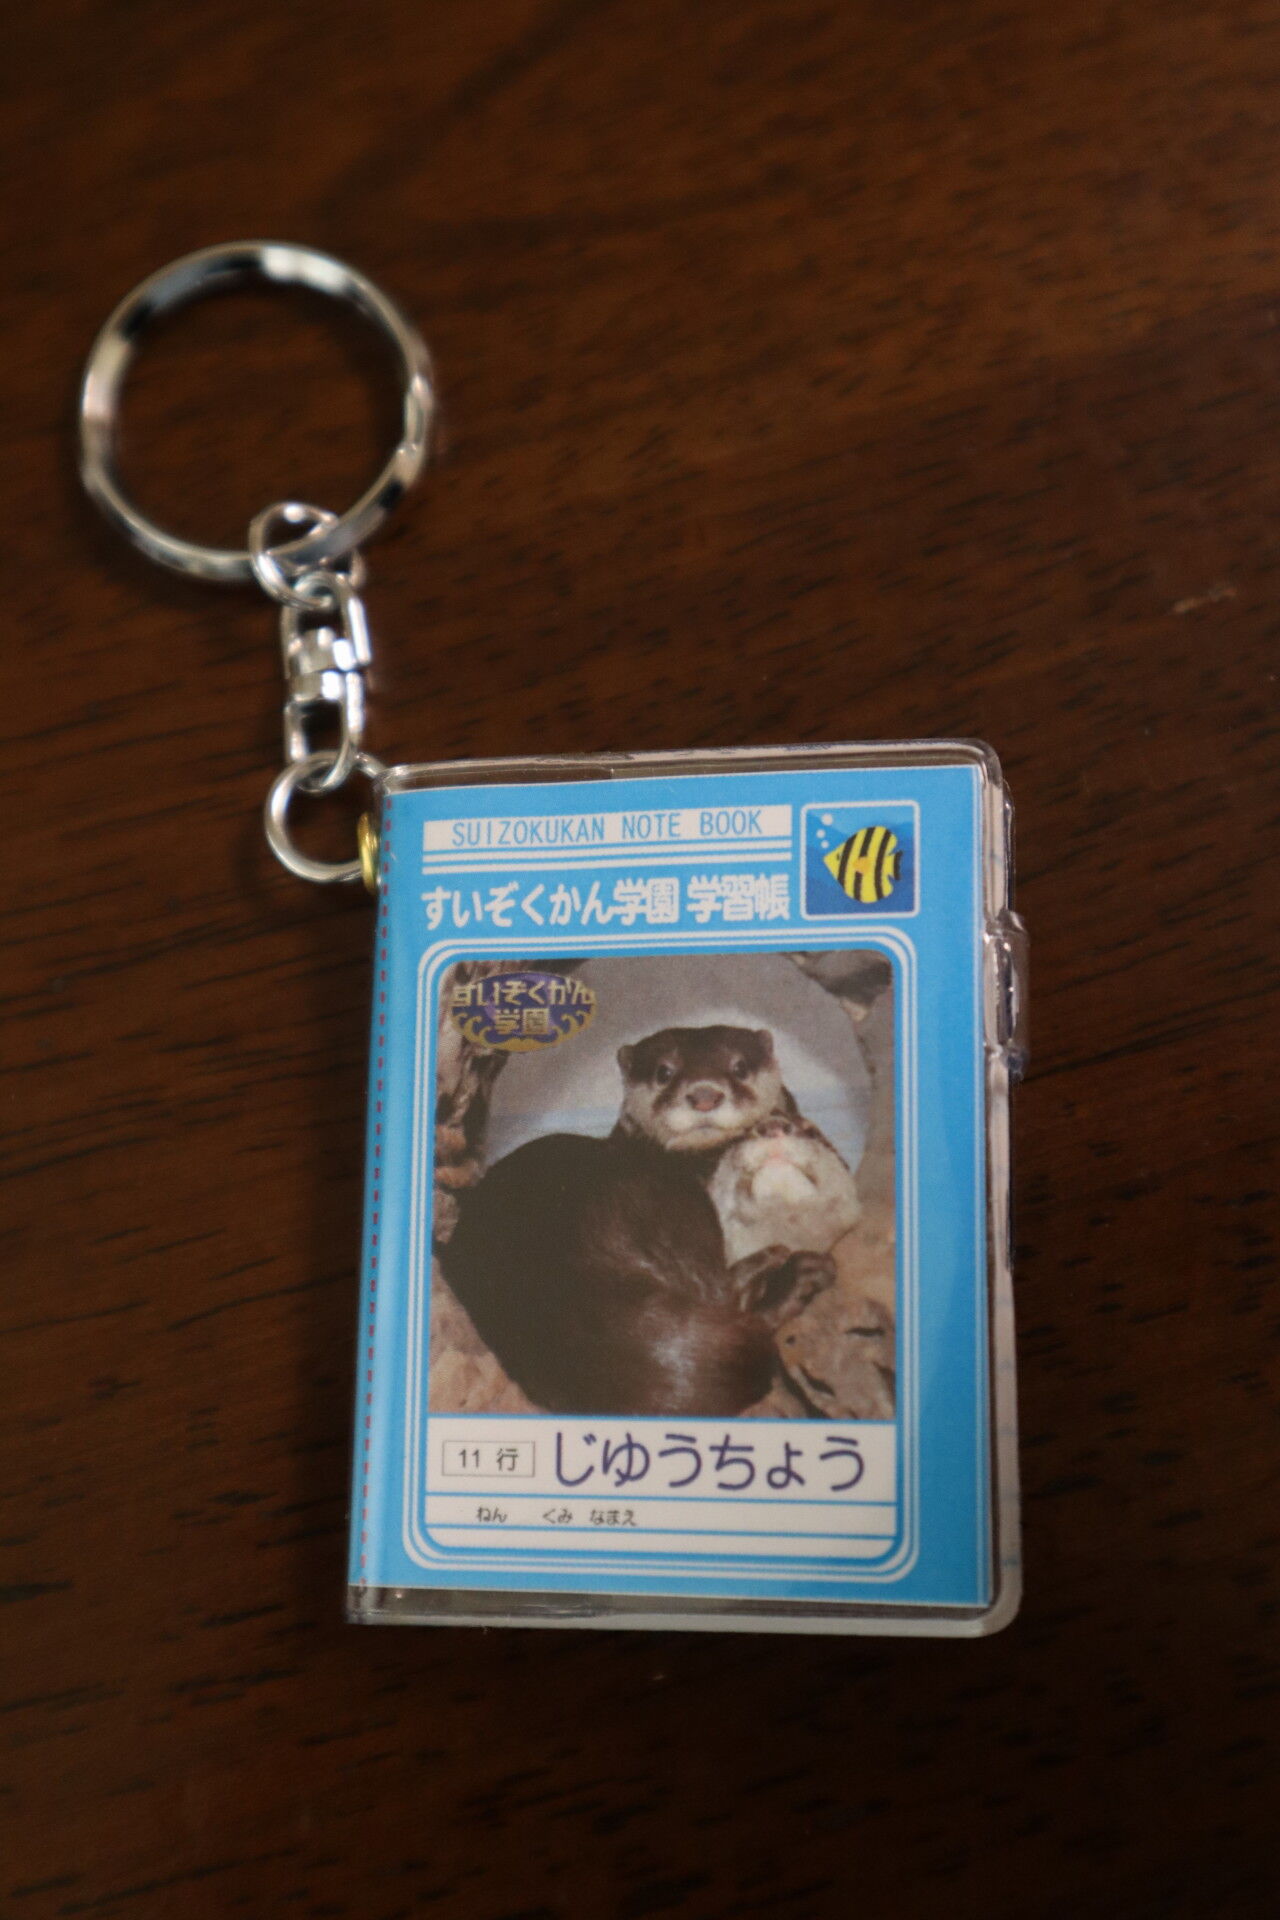 SUIZOKUKAN NOTE BOOK
すいぞくかん学園 学習帳
すいぞくかん
学園
11 行 じゆうちょう
ねん くみ なまえ